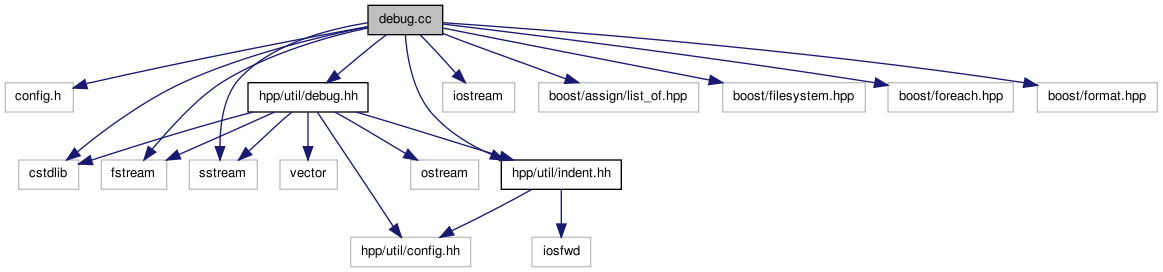 debug.cc
config.h
hpp/util/debug.hh
iostream
boost/assign/list_of.hpp
boost/filesystem.hpp
boost/foreach.hpp
boost/format.hpp
cstdlib
fstream
sstream
vector
ostream
hpp/util/indent.hh
hpp/util/config.hh
iosfwd